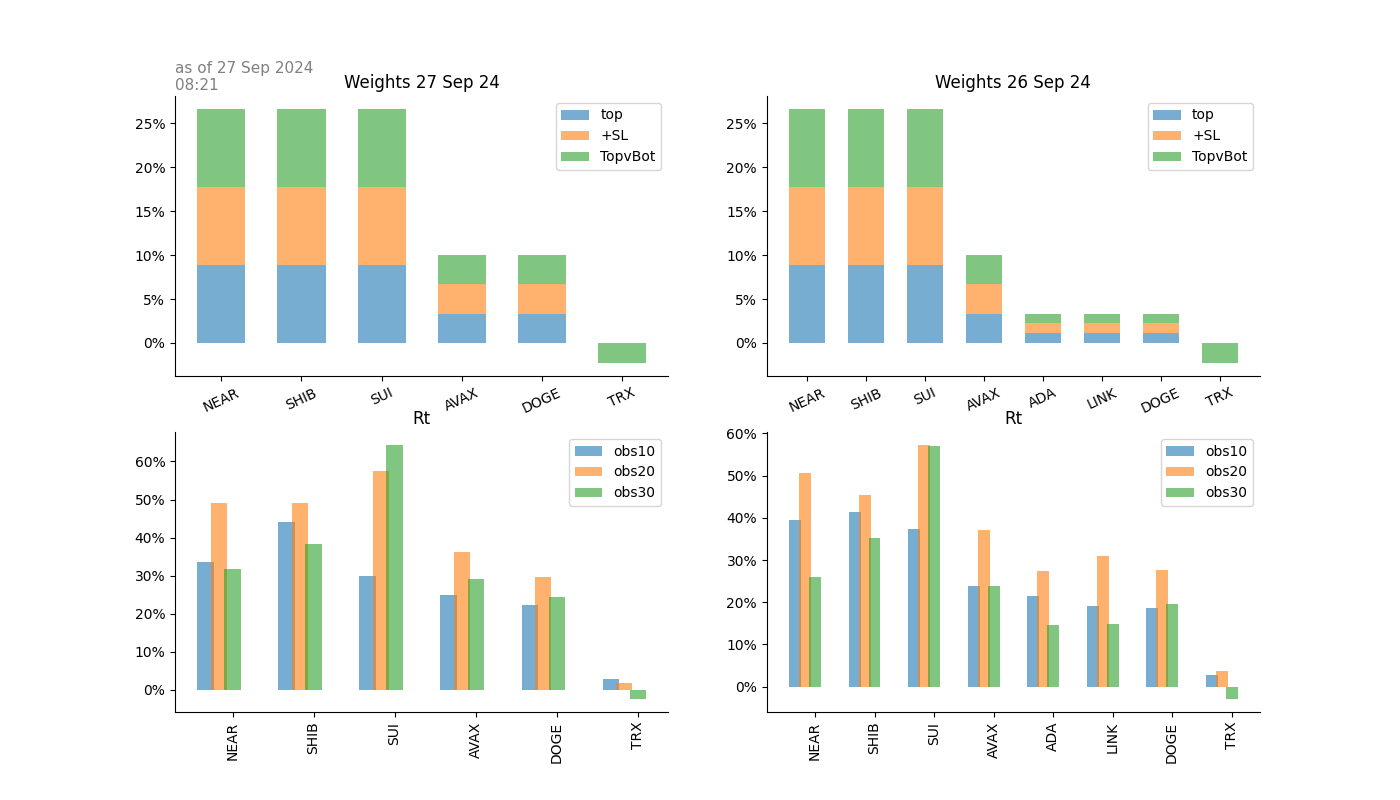 as of 27 Sep 2024
08:21
Weights 27 Sep 24
25%
20%
15%
10%
5%
0%
top
+SL
TopvBot
NEAR
SHIB
SUI
AVAX
DOGE
TRX
Weights 26 Sep 24
25%
20%
15%
10%
5%
0%
top
+SL
TopvBot
NEAR
SHIB
SUI
AVAX
ADA
LINK
DOGE
TRX
Rt
60%
50%
40%
30%
20%
10%
0%
obs10
obs20
obs30
NEAR
SHIB
SUI
AVAX
DOGE
TRX
Rt
60%
50%
40%
30%
20%
10%
0%
obs10
obs20
obs30
NEAR
SHIB
SUI
AVAX
ADA
LINK
DOGE
TRX